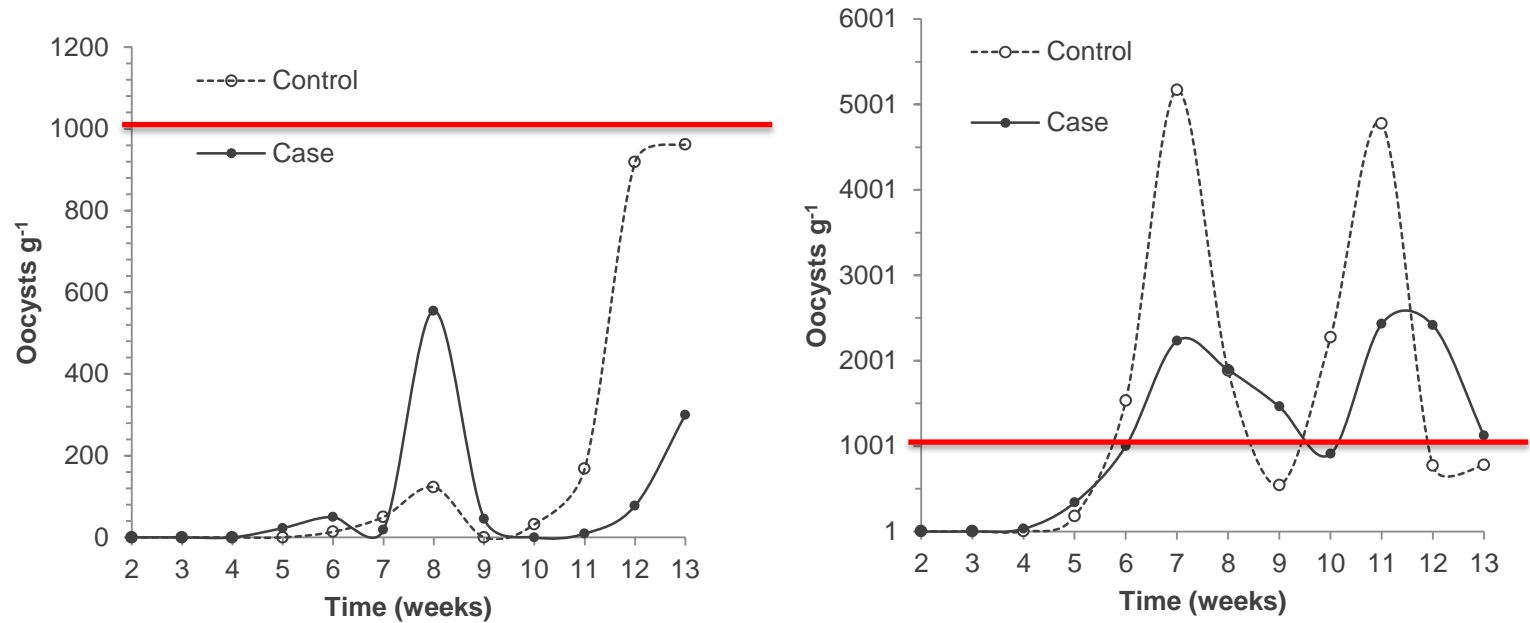 1200
1000
800
600
400
200
0
Control
Case
Oocysts g-1
2 3 4 5 6 7 8 9 10 11 12 13
Time (weeks)
6001
5001
4001
3001
2001
1001
1
Control
Case
Oocysts g-1
2 3 4 5 6 7 8 9 10 11 12 13
Time (weeks)